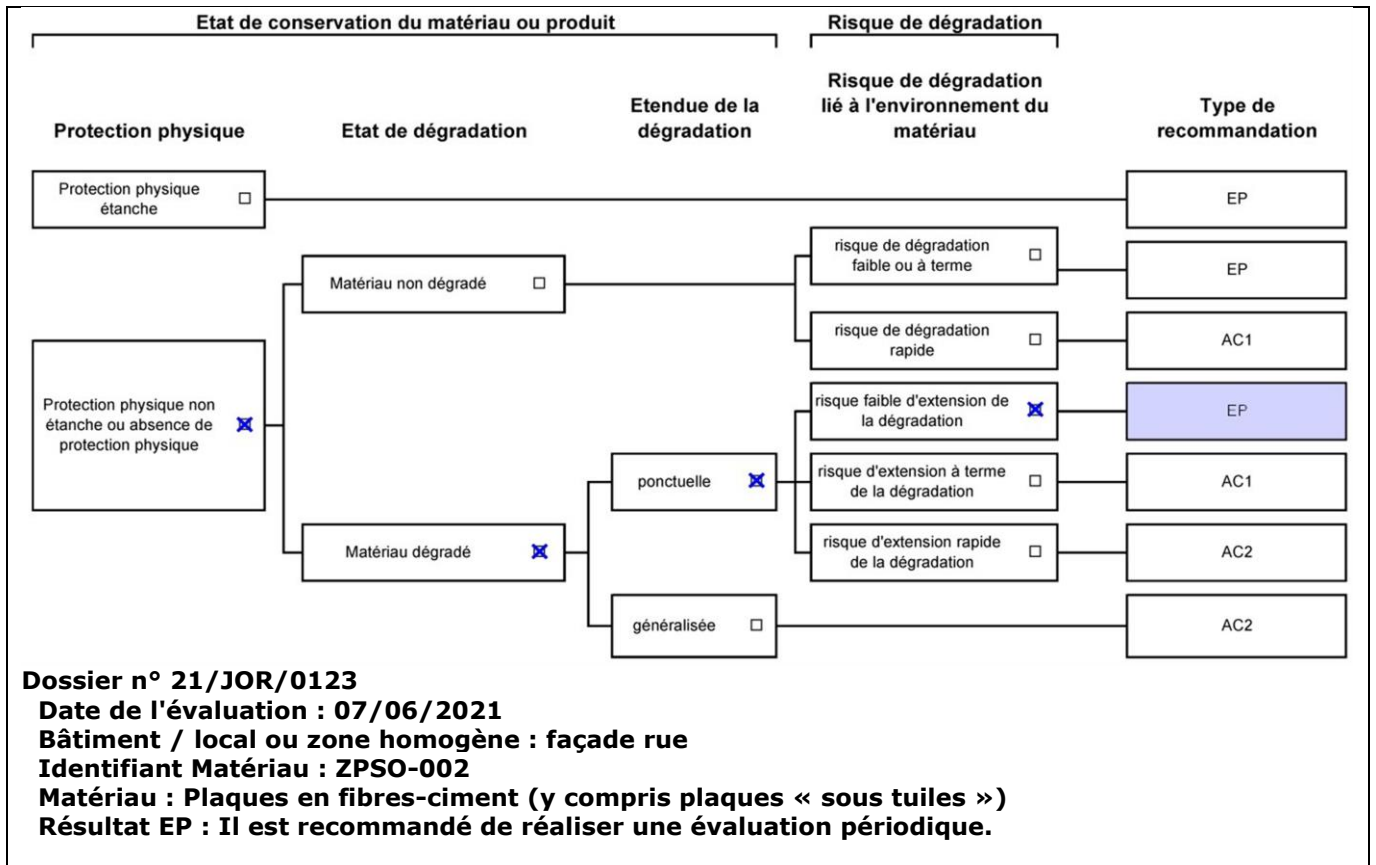 Etat de conservation du matériau ou produit
Risque de dégradation
Protection physique
Etat de dégradation
Etendue de la
dégradation
Risque de dégradation
lié à l'environnement du
matériau
Type de
recommandation
Protection physique
étanche
EP
risque de dégradation
faible ou à terme
EP
Matériau non dégradé
risque de dégradation
rapide
AC1
Protection physique non
étanche ou absence de
protection physique
risque faible d'extension de
la dégradation
EP
ponctuelle
risque d'extension à terme
de la dégradation
AC1
Matériau dégradé
risque d'extension rapide
de la dégradation
AC2
généralisée
AC2
Dossier n° 21/JOR/0123
Date de l'évaluation : 07/06/2021
Bâtiment / local ou zone homogène : façade rue
Identifiant Matériau : ZPSO-002
Matériau : Plaques en fibres-ciment (y compris plaques « sous tuiles »)
Résultat EP : Il est recommandé de réaliser une évaluation périodique.